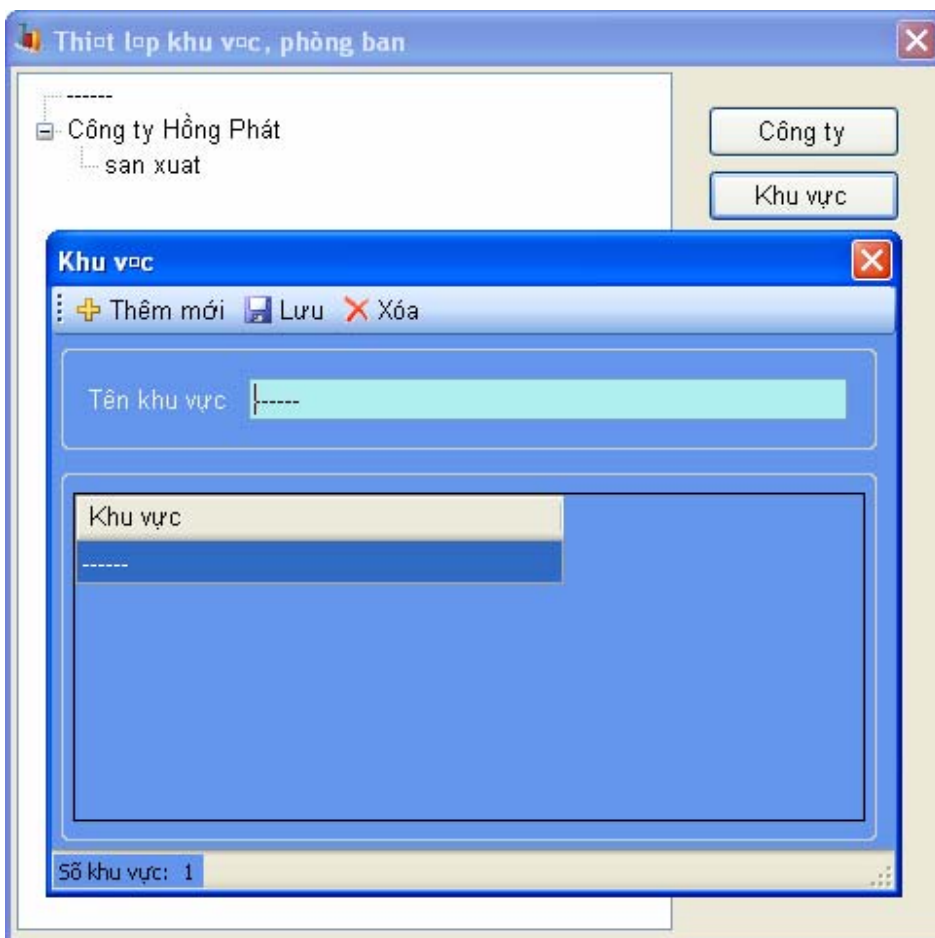 Thi¤t l¤p khu v¤c, phòng ban
------
Công ty Hồng Phát
san xuat
Công ty
Khu vực
Khu v¤c
Thêm mới Lưu Xóa
Tên khu vực ------
Khu vực
------
Số khu vực: 1